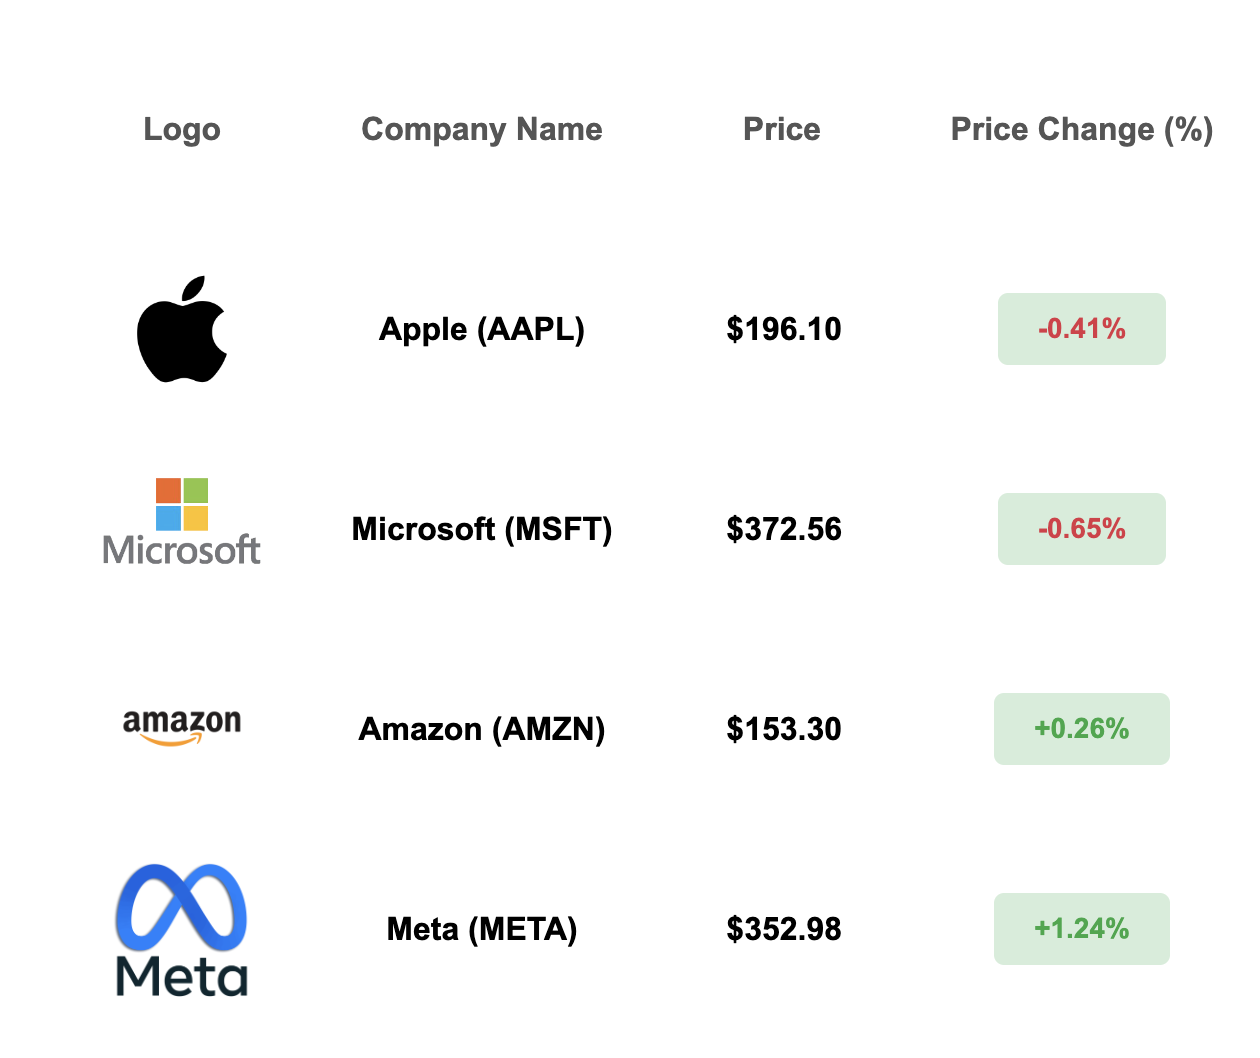 Logo Company Name Price Price Change (%)
Apple (AAPL) $196.10 -0.41%
Microsoft
Microsoft (MSFT) $372.56 -0.65%
amazon
Amazon (AMZN) $153.30 +0.26%
Meta (META) $352.98 +1.24%
Meta